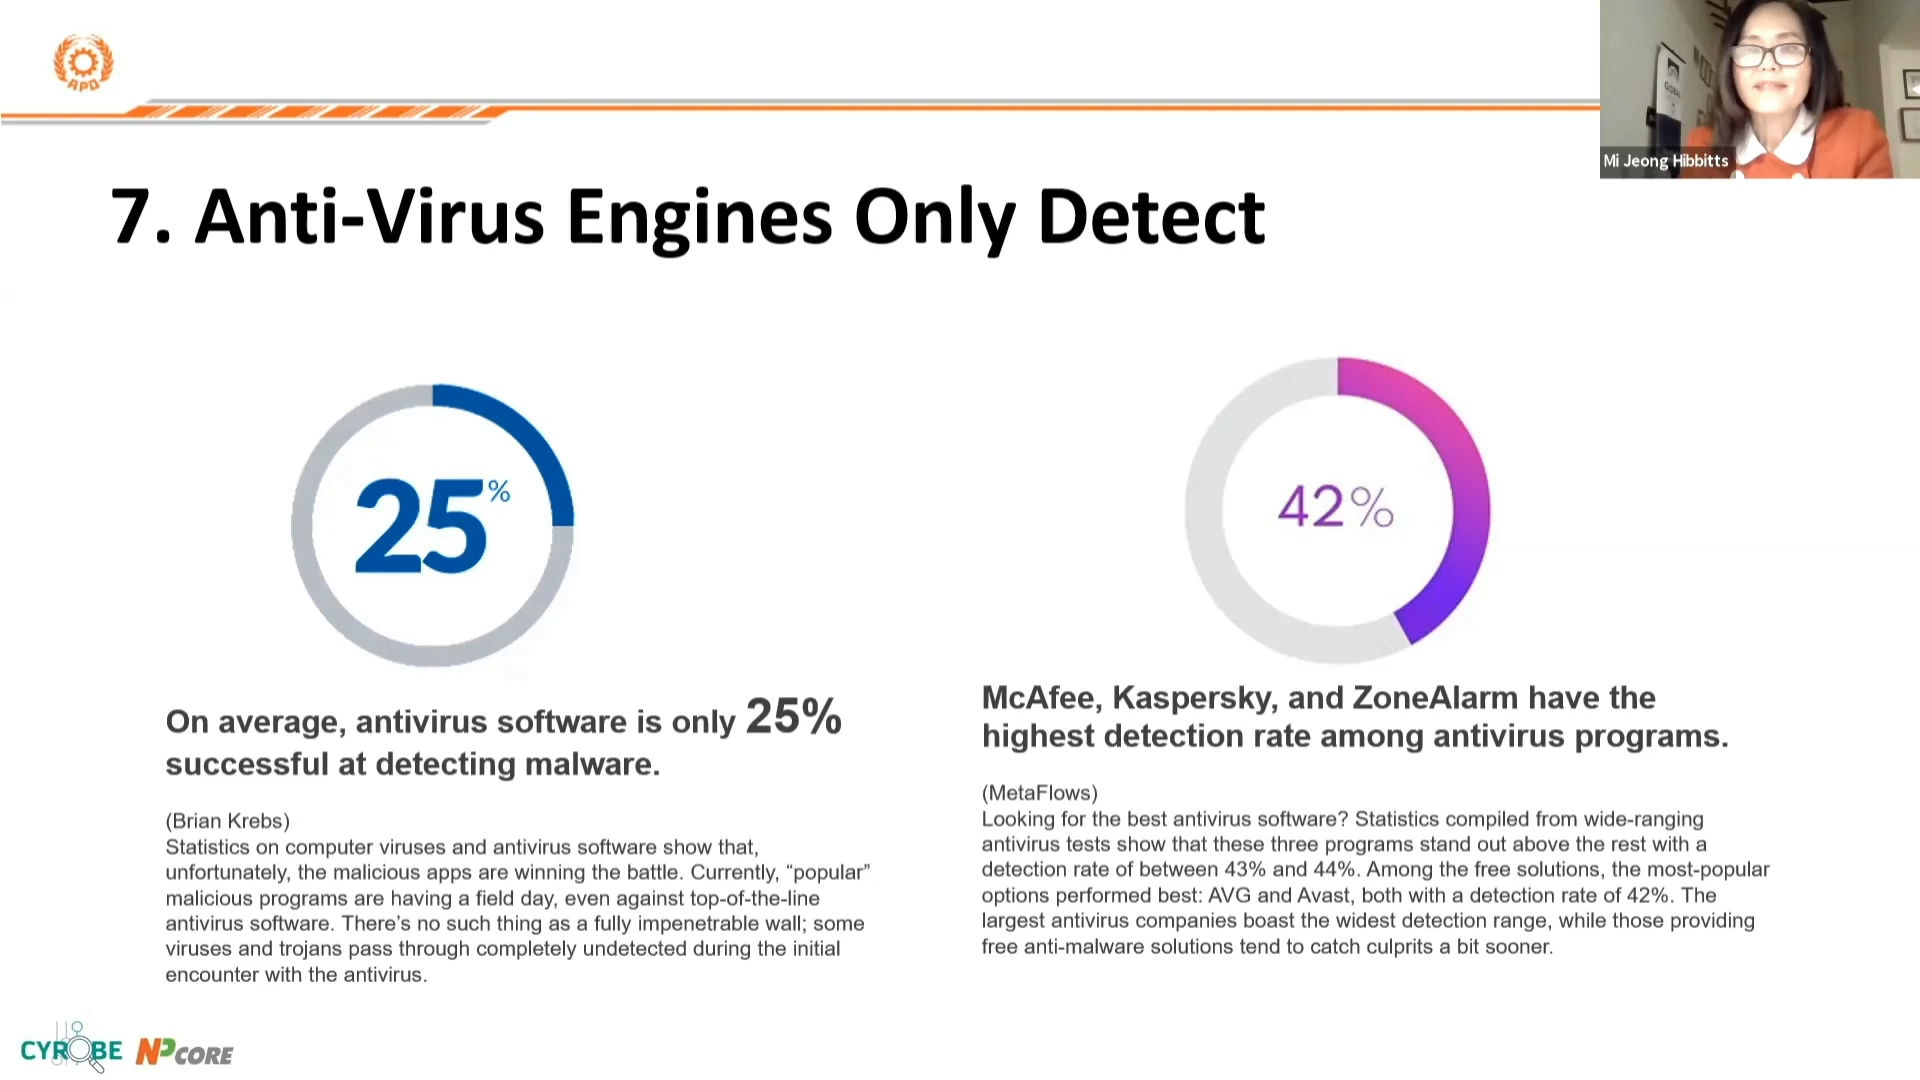 APO
Mi Jeong Hibbitts
7. Anti-Virus Engines Only Detect
25%
On average, antivirus software is only 25%
successful at detecting malware.
(Brian Krebs)
Statistics on computer viruses and antivirus software show that,
unfortunately, the malicious apps are winning the battle. Currently, “popular”
malicious programs are having a field day, even against top-of-the-line
antivirus software. There’s no such thing as a fully impenetrable wall; some
viruses and trojans pass through completely undetected during the initial
encounter with the antivirus.
42%
McAfee, Kaspersky, and ZoneAlarm have the
highest detection rate among antivirus programs.
(MetaFlows)
Looking for the best antivirus software? Statistics compiled from wide-ranging
antivirus tests show that these three programs stand out above the rest with a
detection rate of between 43% and 44%. Among the free solutions, the most-popular
options performed best: AVG and Avast, both with a detection rate of 42%. The
largest antivirus companies boast the widest detection range, while those providing
free anti-malware solutions tend to catch culprits a bit sooner.
CYROBE NPCORE